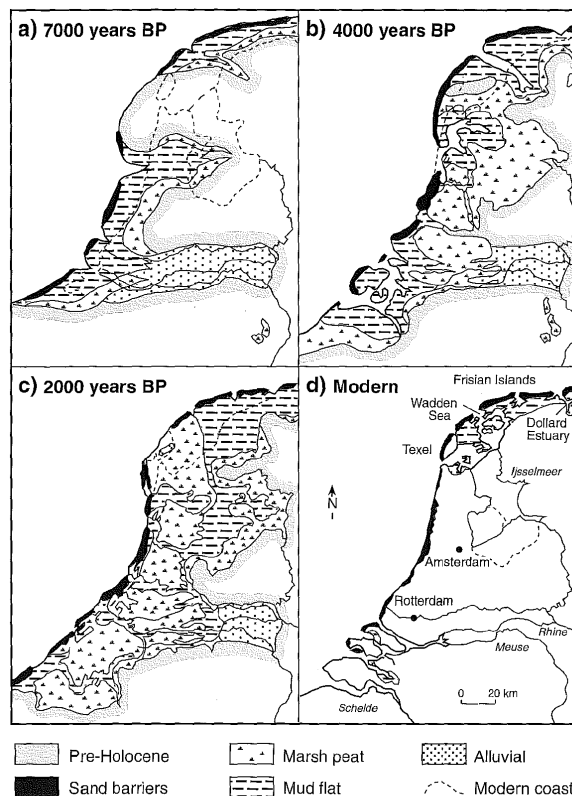 a) 7000 years BP
b) 4000 years BP
c) 2000 years BP
d) Modern
Frisian Islands
Wadden
Sea
Dollard
Estuary
Texel
Ijsselmeer
N
Amsterdam
Rotterdam
Rhine
Meuse
0 20 km
Schelde
Pre-Holocene
Marsh peat
Alluvial
Sand barriers
Mud flat
Modern coast